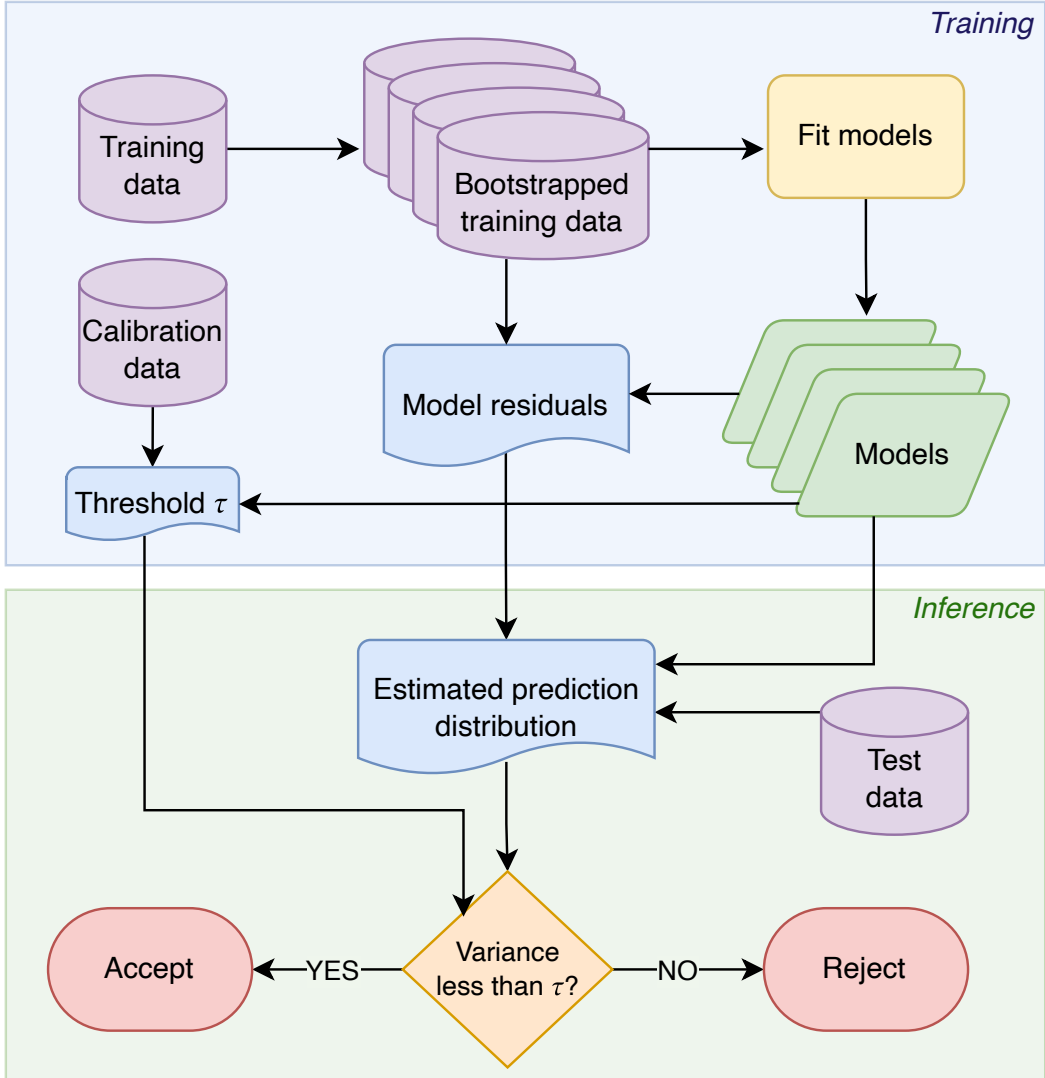 Training
Training
data
Bootstrapped
training data
Fit models
Calibration
data
Model residuals
Models
Threshold τ
Inference
Estimated prediction
distribution
Test
data
Accept
YES
Variance
less than τ?
NO
Reject